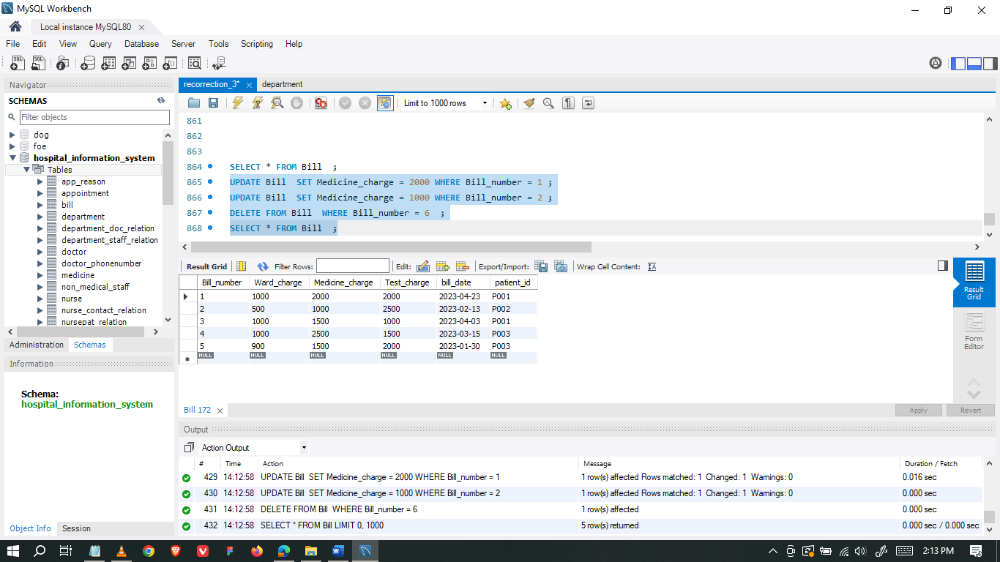 MySQL Workbench
Local instance MySQL80
File Edit View Query Database Server Tools Scripting Help
Navigator
SCHEMAS
Filter objects
dog
foe
hospital_information_system
Tables
app_reason
appointment
bill
department
department_doc_relation
department_staff_relation
doctor
doctor_phonenumber
medicine
non_medical_staff
nurse
nurse_contact_relation
nursepat_relation
Administration Schemas
Information
Schema:
hospital_information_system
Object Info Session
recorrection_3* department
Limit to 1000 rows
861
862
863
864 SELECT * FROM Bill ;
865 UPDATE Bill SET Medicine_charge = 2000 WHERE Bill_number = 1 ;
866 UPDATE Bill SET Medicine_charge = 1000 WHERE Bill_number = 2 ;
867 DELETE FROM Bill WHERE Bill_number = 6 ;
868 SELECT * FROM Bill ;
Result Grid Filter Rows: Edit: Export/Import: Wrap Cell Content:
Bill_number Ward_charge Medicine_charge Test_charge bill_date patient_id
1 1000 2000 2000 2023-04-23 P001
2 500 1000 2500 2023-02-13 P002
3 1000 1500 1000 2023-04-03 P001
4 1000 2500 1500 2023-03-15 P003
5 900 1500 2000 2023-01-30 P003
NULL NULL NULL NULL NULL NULL
Result
Grid
Form
Editor
Bill 172
Apply Revert
Output
Action Output
# Time Action Message Duration / Fetch
429 14:12:58 UPDATE Bill SET Medicine_charge = 2000 WHERE Bill_number = 1 1 row(s) affected Rows matched: 1 Changed: 1 Warnings: 0 0.016 sec
430 14:12:58 UPDATE Bill SET Medicine_charge = 1000 WHERE Bill_number = 2 1 row(s) affected Rows matched: 1 Changed: 1 Warnings: 0 0.000 sec
431 14:12:58 DELETE FROM Bill WHERE Bill_number = 6 1 row(s) affected 0.000 sec
432 14:12:58 SELECT * FROM Bill LIMIT 0, 1000 5 row(s) returned 0.000 sec / 0.000 sec
2:13 PM